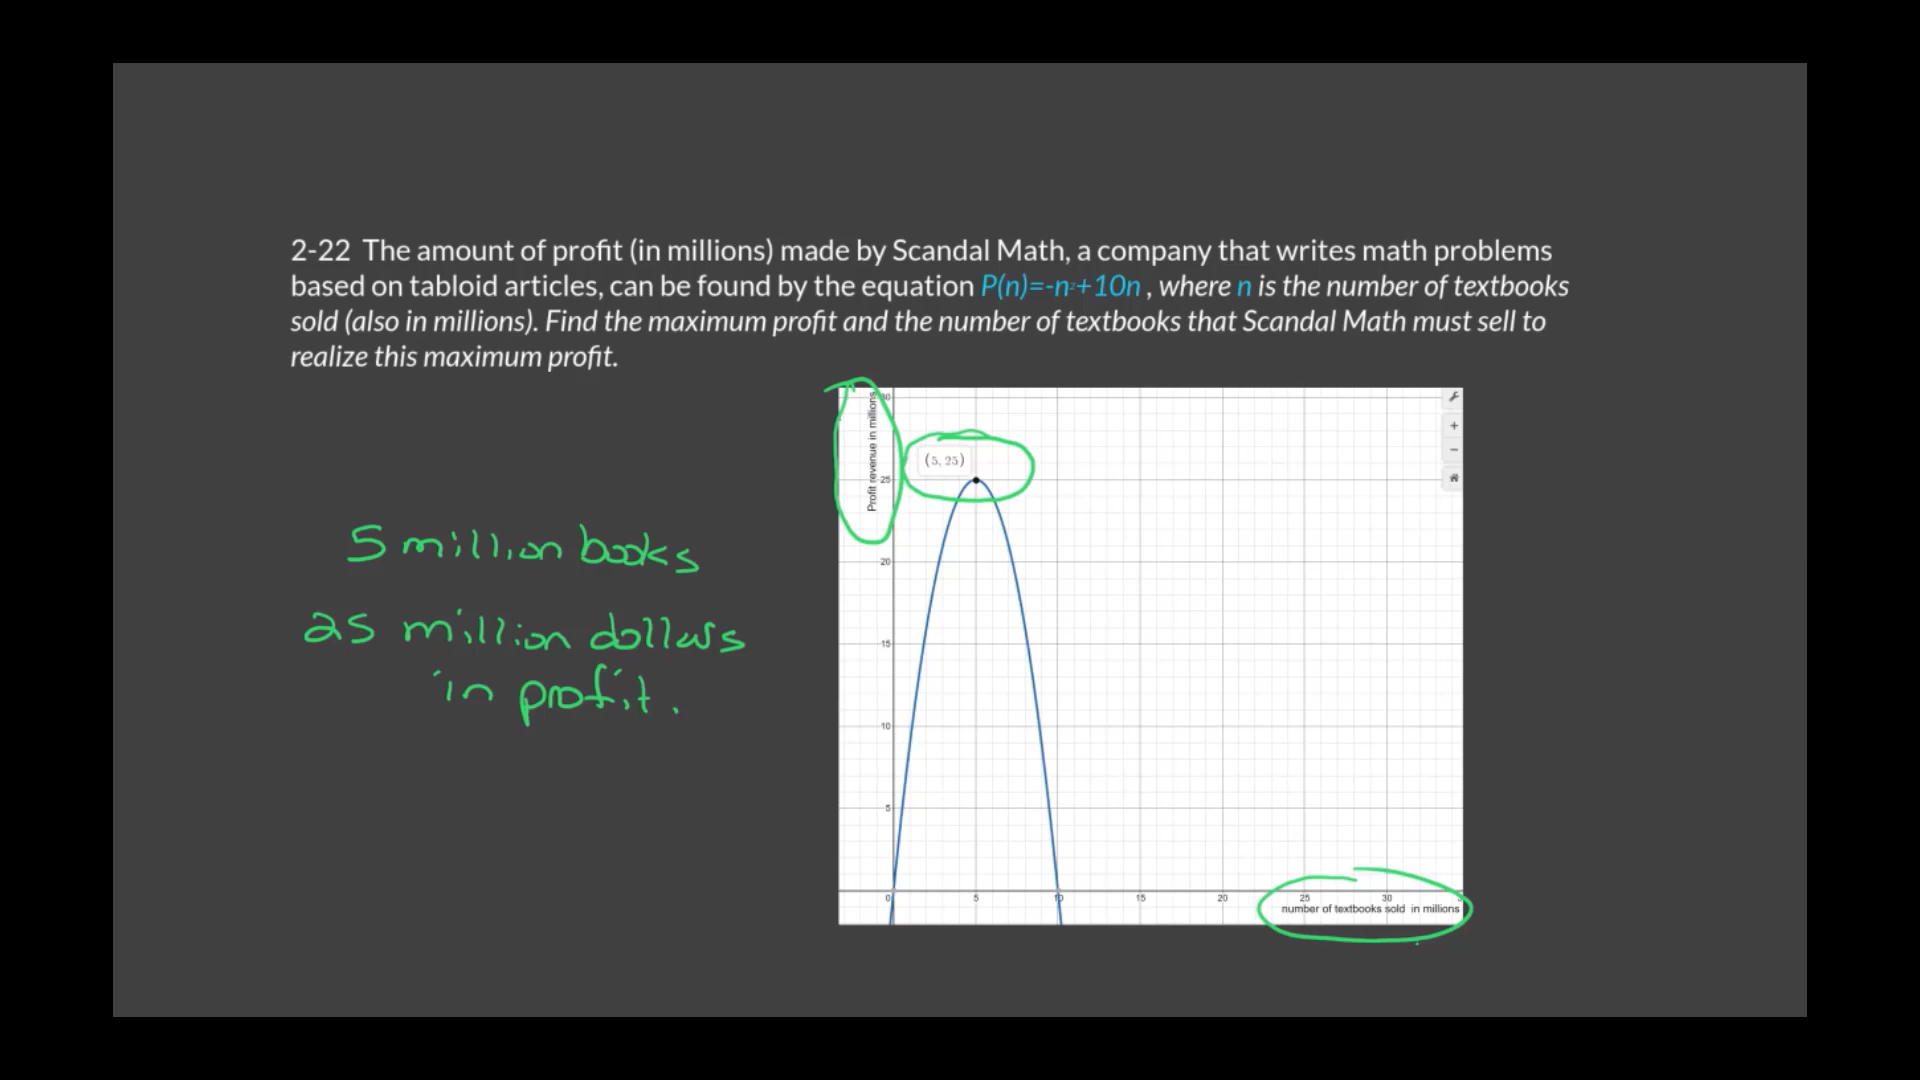 2-22 The amount of profit (in millions) made by Scandal Math, a company that writes math problems
based on tabloid articles, can be found by the equation P(n)=-n²+10n , where n is the number of textbooks
sold (also in millions). Find the maximum profit and the number of textbooks that Scandal Math must sell to
realize this maximum profit.
5 million books
25 million dollars
in profit.
Profit revenue in millions
30
(5, 25)
25
20
15
10
5
0
5
10
15
20
25
30
number of textbooks sold in millions
+
−